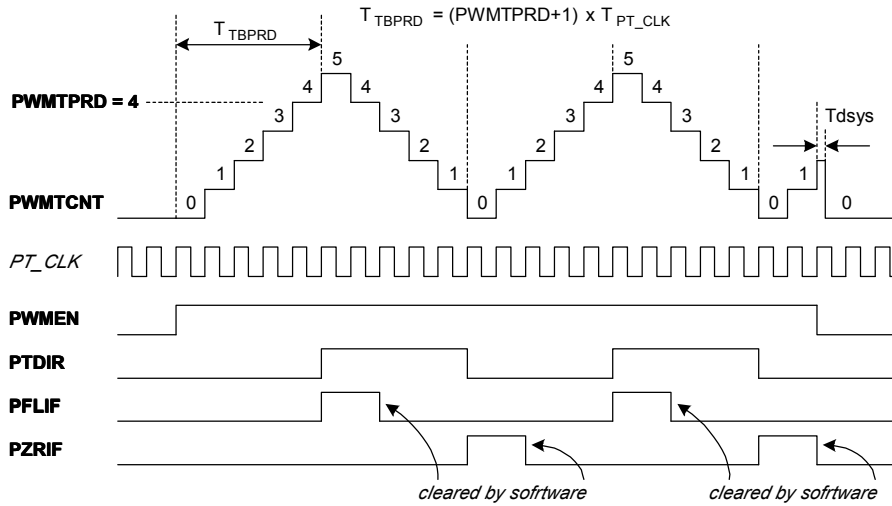 T TBPRD
T TBPRD = (PWMTPRD+1) x T PT_CLK
5 5
4 4 4 4
PWMTPRD = 4
3 3 3 3
Tdsys
2 2 2 2
1 1 1 1 1
PWMTCNT 0 0 0 0
PT_CLK
PWMEN
PTDIR
PFLIF
PZRIF
cleared by sofrtware cleared by sofrtware